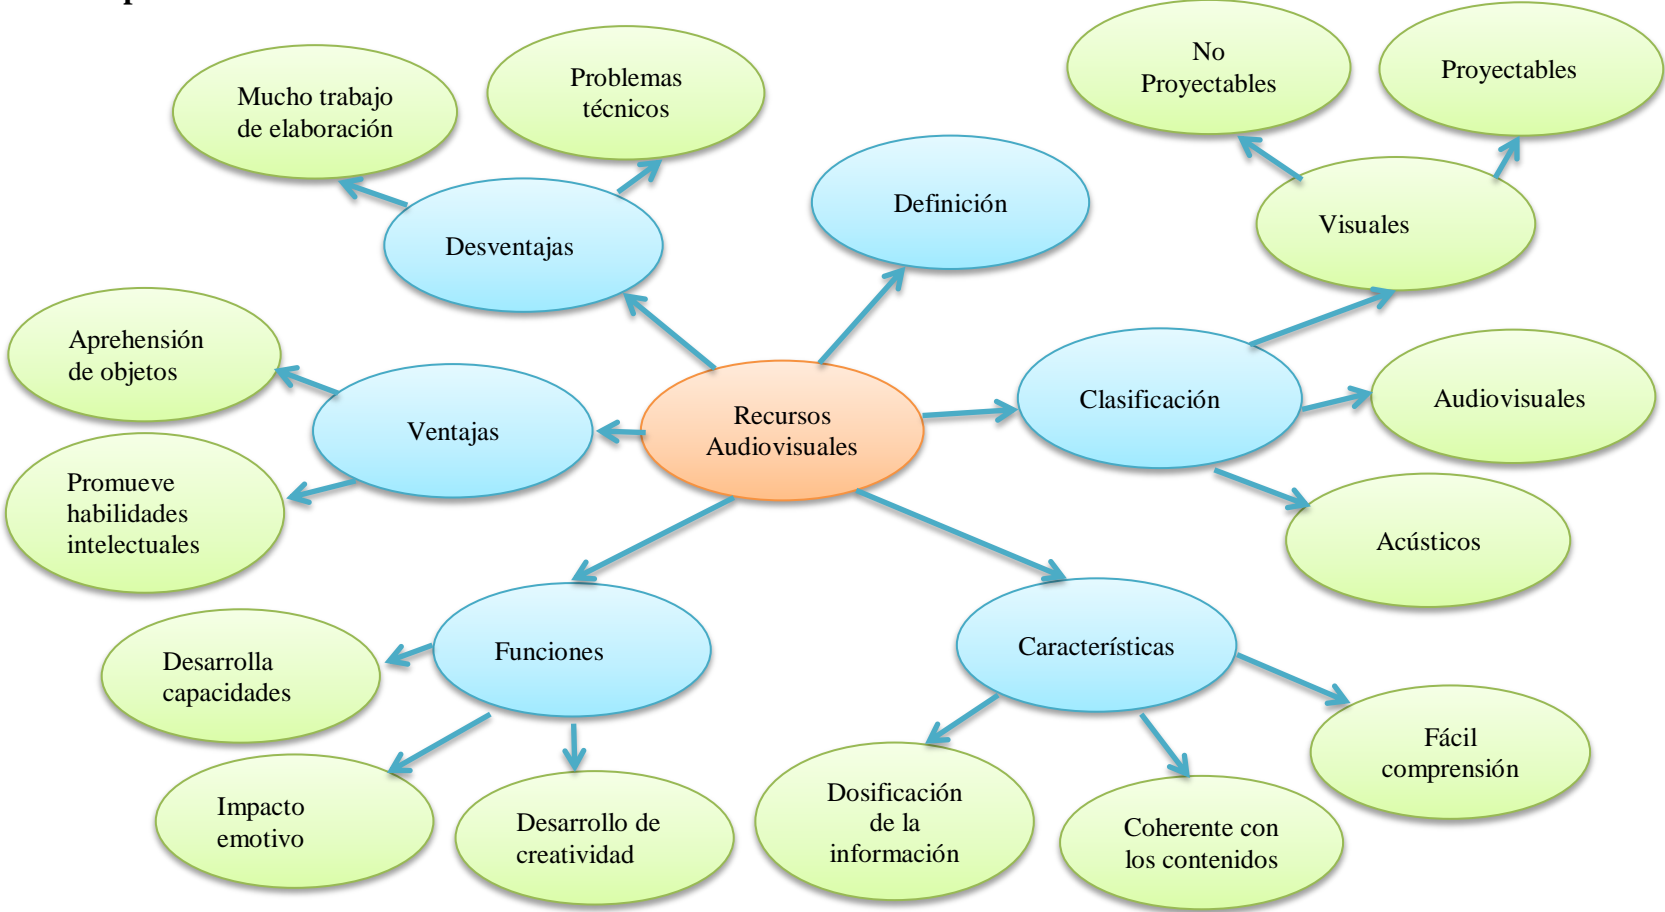 No
Proyectables
Proyectables
Problemas
técnicos
Mucho trabajo
de elaboración
Definición
Visuales
Desventajas
Aprehensión
de objetos
Clasificación
Audiovisuales
Recursos
Audiovisuales
Ventajas
Promueve
habilidades
intelectuales
Acústicos
Funciones
Características
Desarrolla
capacidades
Fácil
comprensión
Impacto
emotivo
Desarrollo de
creatividad
Dosificación
de la
información
Coherente con
los contenidos